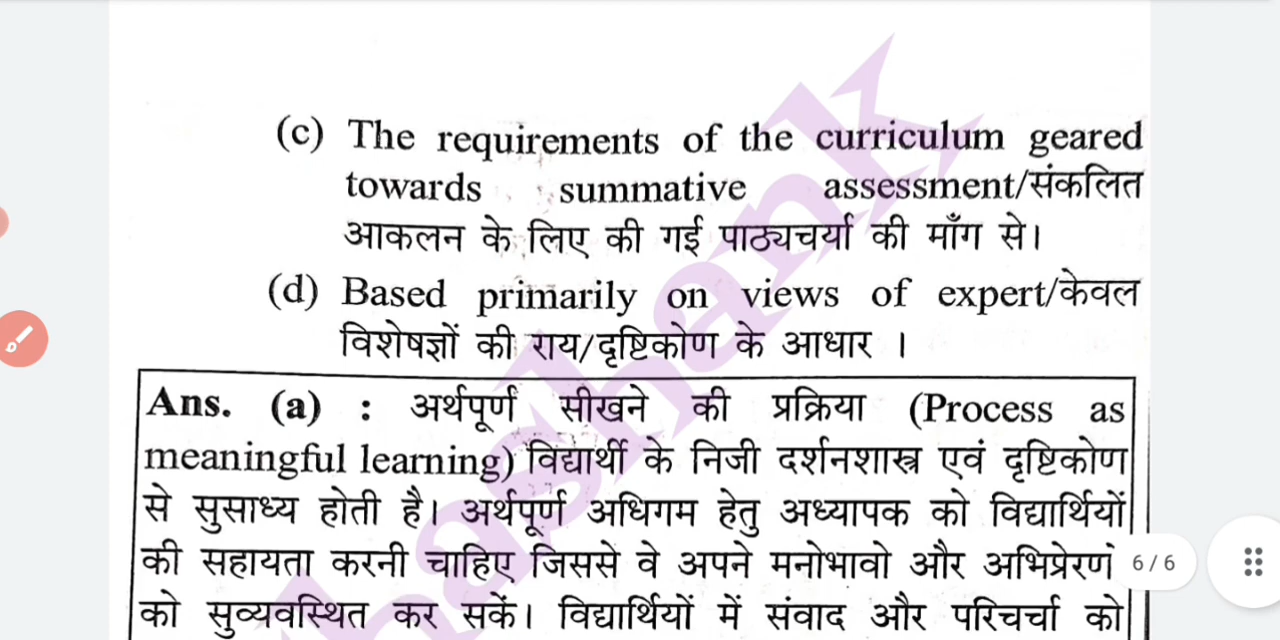 (c) The requirements of the curriculum geared
towards summative assessment/संकलित
आकलन के लिए की गई पाठ्यचर्या की माँग से।
(d) Based primarily on views of expert/केवल
विशेषज्ञों की राय/दृष्टिकोण के आधार ।
Ans. (a) : अर्थपूर्ण सीखने की प्रक्रिया (Process as
meaningful learning) विद्यार्थी के निजी दर्शनशास्त्र एवं दृष्टिकोण
से सुसाध्य होती है। अर्थपूर्ण अधिगम हेतु अध्यापक को विद्यार्थियों
की सहायता करनी चाहिए जिससे वे अपने मनोभावो और
6 / 6
को सुव्यवस्थित कर सकें। विद्यार्थियों में संवाद और परिचर्चा को